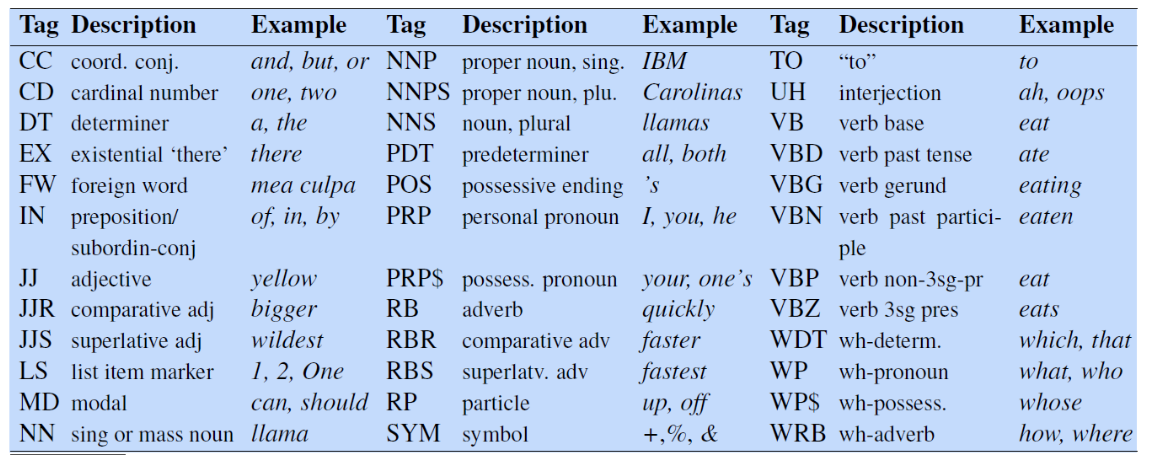 Tag Description Example Tag Description Example Tag Description Example
CC coord. conj. and, but, or NNP proper noun, sing. IBM TO “to” to
CD cardinal number one, two NNPS proper noun, plu. Carolinas UH interjection ah, oops
DT determiner a, the NNS noun, plural llamas VB verb base eat
EX existential ‘there’ there PDT predeterminer all, both VBD verb past tense ate
FW foreign word mea culpa POS possessive ending ’s VBG verb gerund eating
IN preposition/ of, in, by PRP personal pronoun I, you, he VBN verb past partici- eaten
subordin-conj ple
JJ adjective yellow PRP$ possess. pronoun your, one’s VBP verb non-3sg-pr eat
JJR comparative adj bigger RB adverb quickly VBZ verb 3sg pres eats
JJS superlative adj wildest RBR comparative adv faster WDT wh-determ. which, that
LS list item marker 1, 2, One RBS superlatv. adv fastest WP wh-pronoun what, who
MD modal can, should RP particle up, off WP$ wh-possess. whose
NN sing or mass noun llama SYM symbol +,%, & WRB wh-adverb how, where